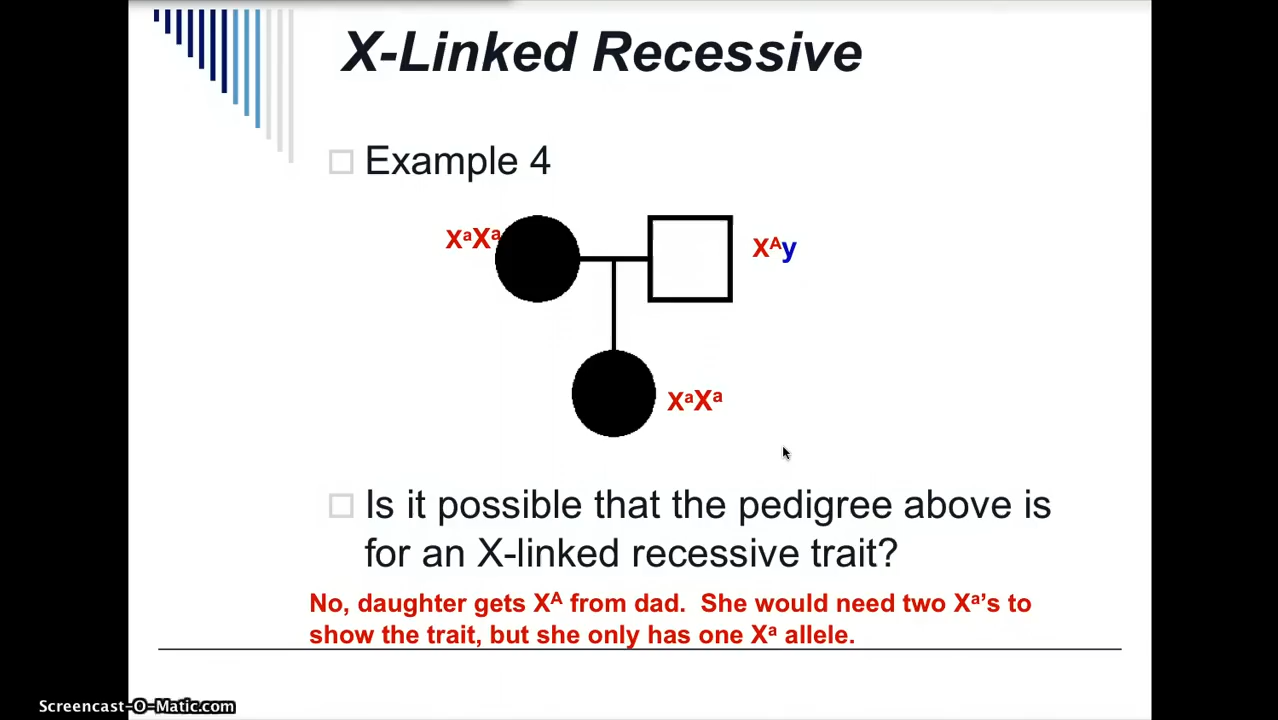 X-Linked Recessive
Example 4
XᵃXᵃ
Xᴬy
XᵃXᵃ
Is it possible that the pedigree above is
for an X-linked recessive trait?
No, daughter gets Xᴬ from dad. She would need two Xᵃ's to
show the trait, but she only has one Xᵃ allele.
Screencast-O-Matic.com